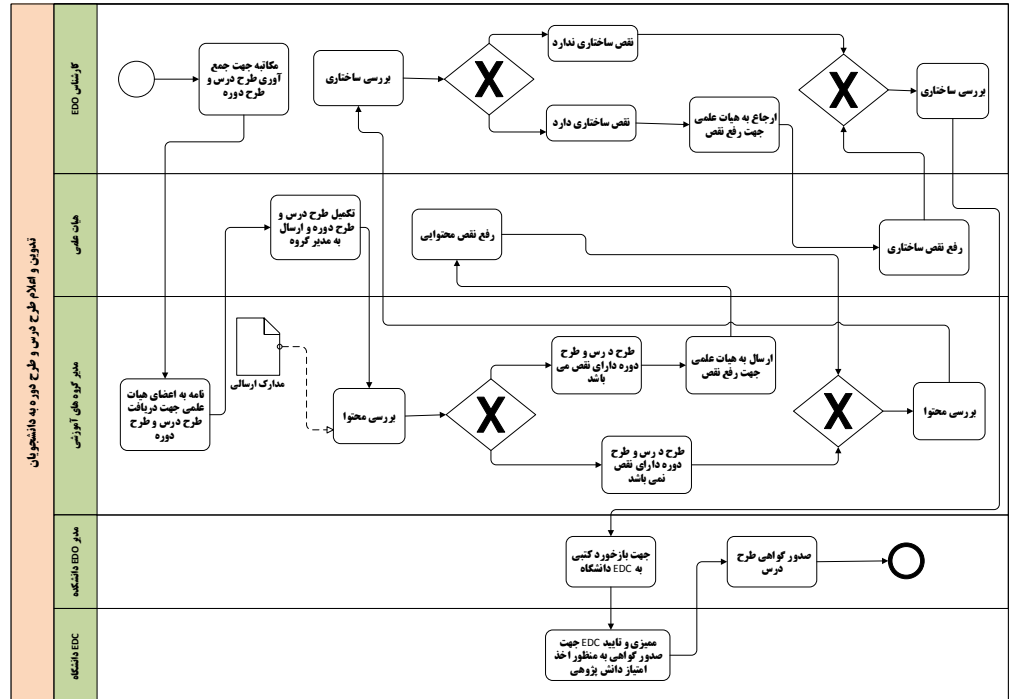 تدوین و اعلام طرح درس و طرح دوره به دانشجویان
کارشناس EDO
مکاتبه جهت جمع
آوری طرح درس و
طرح دوره
بررسی ساختاری
نقص ساختاری ندارد
نقص ساختاری دارد
ارجاع به هیات علمی
جهت رفع نقص
بررسی ساختاری
هیات علمی
تکمیل طرح درس و
طرح دوره و ارسال
به مدیر گروه
رفع نقص محتوایی
رفع نقص ساختاری
مدیر گروه های آموزشی
نامه به اعضای هیات
علمی جهت دریافت
طرح درس و طرح
دوره
مدارک ارسالی
بررسی محتوا
طرح د رس و طرح
دوره دارای نقص می
باشد
ارسال به هیات علمی
جهت رفع نقص
طرح د رس و طرح
دوره دارای نقص
نمی باشد
بررسی محتوا
مدیر EDO دانشکده
جهت بازخورد کتبی
به EDC دانشگاه
صدور گواهی طرح
درس
EDC دانشگاه
ممیزی و تایید EDC جهت
صدور گواهی به منظور اخذ
امتیاز دانش پژوهی